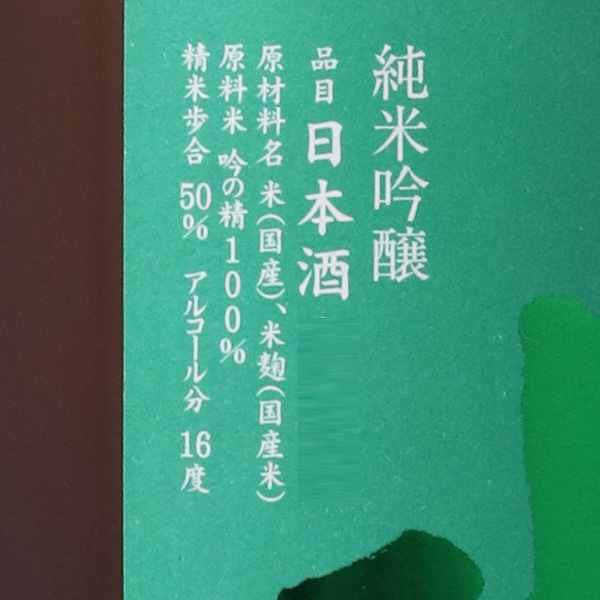 純米吟醸
品目 日本酒
原材料名 米(国産)、米麹(国産米)
原料米 吟の精100%
精米歩合 50% アルコール分 16度